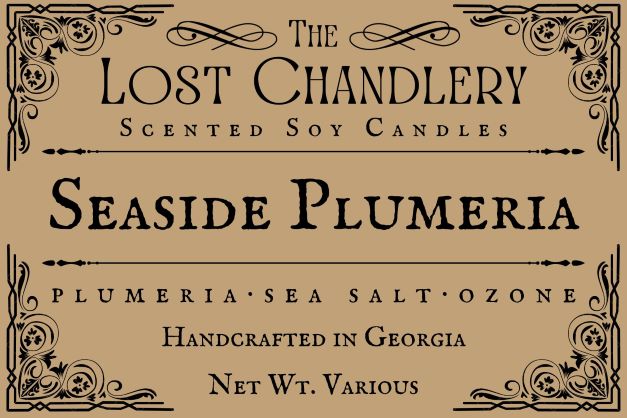 The
Lost Chandlery
Scented Soy Candles
Seaside Plumeria
PLUMERIA·SEA SALT·OZONE
Handcrafted in Georgia
Net Wt. Various